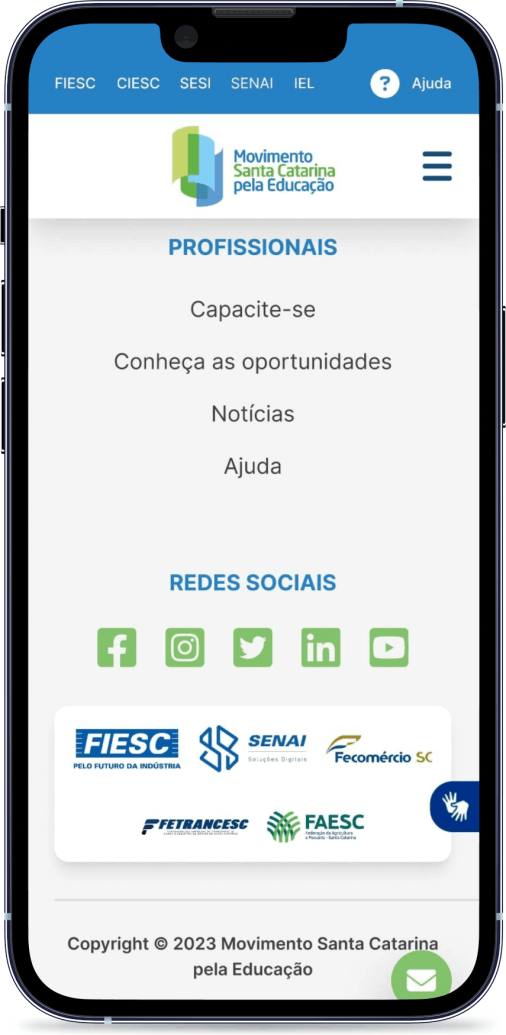 FIESC CIESC SESI SENAI IEL ? Ajuda
Movimento
Santa Catarina
pela Educação
PROFISSIONAIS
Capacite-se
Conheça as oportunidades
Notícias
Ajuda
REDES SOCIAIS
FIESC
PELO FUTURO DA INDÚSTRIA
SENAI
Soluções Digitais
Fecomércio SC
FETRANCESC
FAESC
Federação da Agricultura
e Pecuária - Santa Catarina
Copyright © 2023 Movimento Santa Catarina
pela Educação